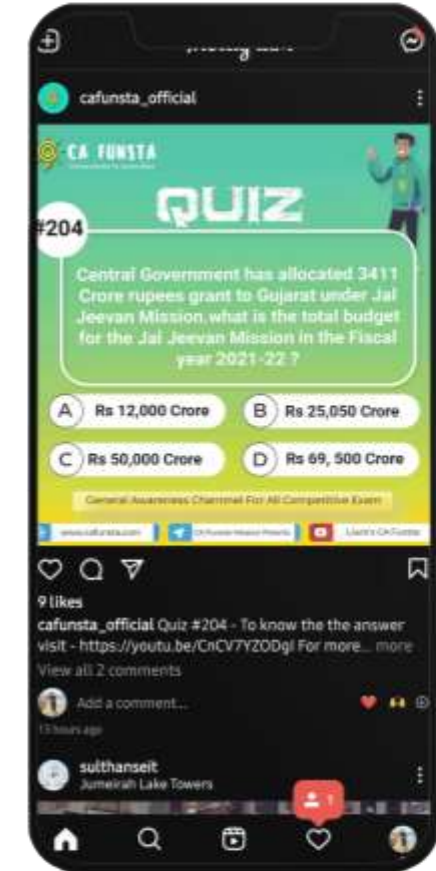 cafunsta_official
CA FUNSTA
QUIZ
#204
Central Government has allocated 3411
Crore rupees grant to Gujarat under Jal
Jeevan Mission.what is the total budget
for the Jal Jeevan Mission in the Fiscal
year 2021-22 ?
A Rs 12,000 Crore
B Rs 25,050 Crore
C Rs 50,000 Crore
D Rs 69, 500 Crore
General Awareness Channel For All Competitive Exam
www.cafunsta.com
9 likes
cafunsta_official Quiz #204 - To know the the answer
visit - https://youtu.be/CnCV7YZODgI For more... more
View all 2 comments
Add a comment...
13 hours ago
sulthanseit
Jumeirah Lake Towers
1